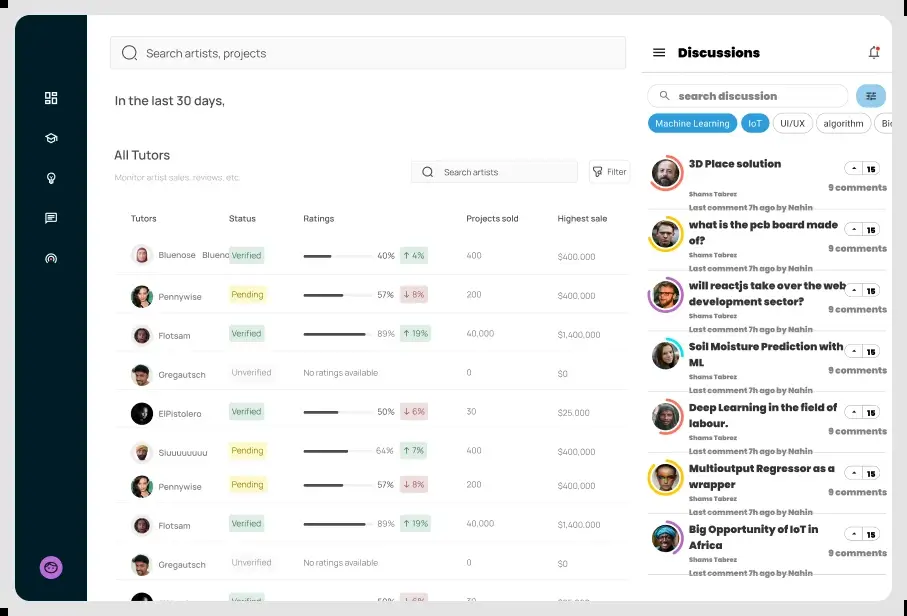 Search artists, projects
In the last 30 days,
All Tutors
Monitor artist sales, reviews, etc.
Search artists
Filter
Tutors Status Ratings Projects sold Highest sale
Bluenose Bluenc Verified 40% ↑ 4% 400 $400,000
Pennywise Pending 57% ↓ 8% 200 $400,000
Flotsam Verified 89% ↑ 19% 40,000 $1,400,000
Gregautsch Unverified No ratings available 0 $0
ElPistolero Verified 50% ↓ 6% 30 $25,000
Siuuuuuuu Pending 64% ↑ 7% 400 $400,000
Pennywise Pending 57% ↓ 8% 200 $400,000
Flotsam Verified 89% ↑ 19% 40,000 $1,400,000
Gregautsch Unverified No ratings available 0 $0
Discussions
search discussion
Machine Learning IoT UI/UX algorithm
3D Place solution 15
Shams Tabrez
9 comments
Last comment 7h ago by Nahin
what is the pcb board made
of?
15
Shams Tabrez
9 comments
Last comment 7h ago by Nahin
will reactjs take over the web
development sector?
15
Shams Tabrez
9 comments
Last comment 7h ago by Nahin
Soil Moisture Prediction with
ML
15
Shams Tabrez
9 comments
Last comment 7h ago by Nahin
Deep Learning in the field of
labour.
15
Shams Tabrez
9 comments
Last comment 7h ago by Nahin
Multioutput Regressor as a
wrapper
15
Shams Tabrez
9 comments
Last comment 7h ago by Nahin
Big Opportunity of IoT in
Africa
15
Shams Tabrez
9 comments
Last comment 7h ago by Nahin